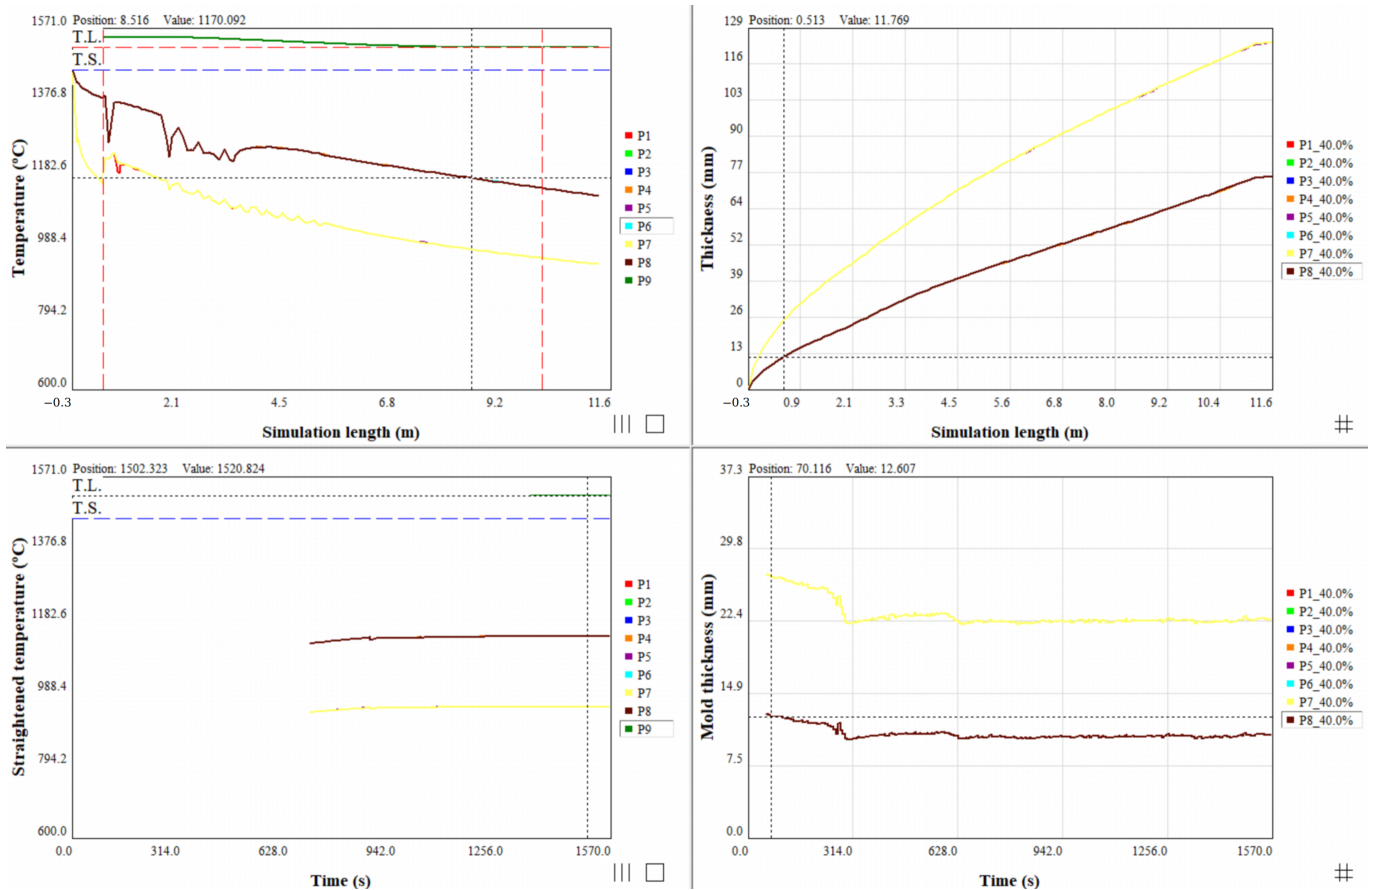 1571.0 Position: 8.516 Value: 1170.092
T.L.
T.S.
1376.8
1182.6
988.4
794.2
600.0
Temperature (°C)
−0.3 2.1 4.5 6.8 9.2 11.6
Simulation length (m)
P1
P2
P3
P4
P5
P6
P7
P8
P9
129 Position: 0.513 Value: 11.769
116
103
90
77
64
52
39
26
13
0
Thickness (mm)
−0.3 0.9 2.1 3.3 4.5 5.6 6.8 8.0 9.2 10.4 11.6
Simulation length (m)
P1_40.0%
P2_40.0%
P3_40.0%
P4_40.0%
P5_40.0%
P6_40.0%
P7_40.0%
P8_40.0%
1571.0 Position: 1502.323 Value: 1520.824
T.L.
T.S.
1376.8
1182.6
988.4
794.2
600.0
Straightened temperature (°C)
0.0 314.0 628.0 942.0 1256.0 1570.0
Time (s)
P1
P2
P3
P4
P5
P6
P7
P8
P9
37.3 Position: 70.116 Value: 12.607
29.8
22.4
14.9
7.5
0.0
Mold thickness (mm)
0.0 314.0 628.0 942.0 1256.0 1570.0
Time (s)
P1_40.0%
P2_40.0%
P3_40.0%
P4_40.0%
P5_40.0%
P6_40.0%
P7_40.0%
P8_40.0%